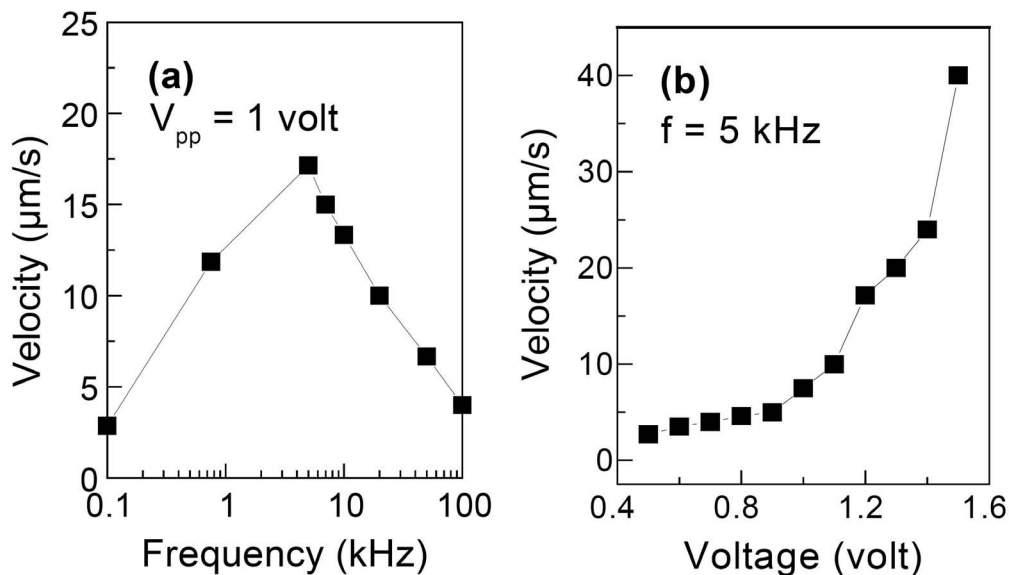 25
20
15
10
5
0
Velocity (μm/s)
(a)
V_pp = 1 volt
0.1 1 10 100
Frequency (kHz)
40
30
20
10
0
Velocity (μm/s)
(b)
f = 5 kHz
0.4 0.8 1.2 1.6
Voltage (volt)